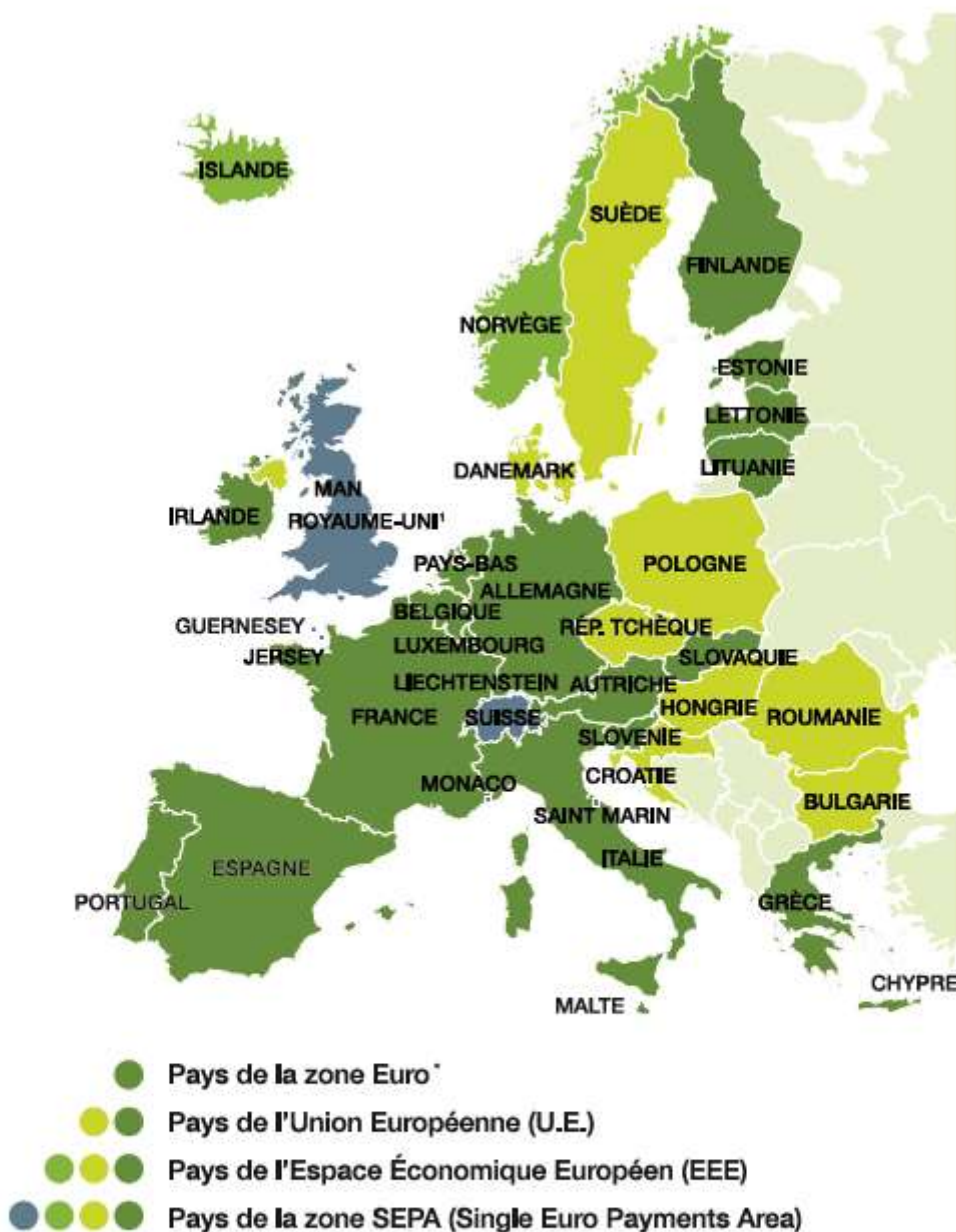 ISLANDE
SUÈDE
FINLANDE
NORVÈGE
ESTONIE
LETTONIE
LITUANIE
DANEMARK
MAN
IRLANDE
ROYAUME-UNI¹
PAYS-BAS
POLOGNE
ALLEMAGNE
BELGIQUE
GUERNESEY
RÉP. TCHÈQUE
JERSEY
LUXEMBOURG
SLOVAQUIE
LIECHTENSTEIN
AUTRICHE
HONGRIE
FRANCE
SUISSE
ROUMANIE
SLOVENIE
MONACO
CROATIE
BULGARIE
SAINT MARIN
ITALIE
ESPAGNE
PORTUGAL
GRÈCE
CHYPRE
MALTE
Pays de la zone Euro*
Pays de l'Union Européenne (U.E.)
Pays de l'Espace Économique Européen (EEE)
Pays de la zone SEPA (Single Euro Payments Area)